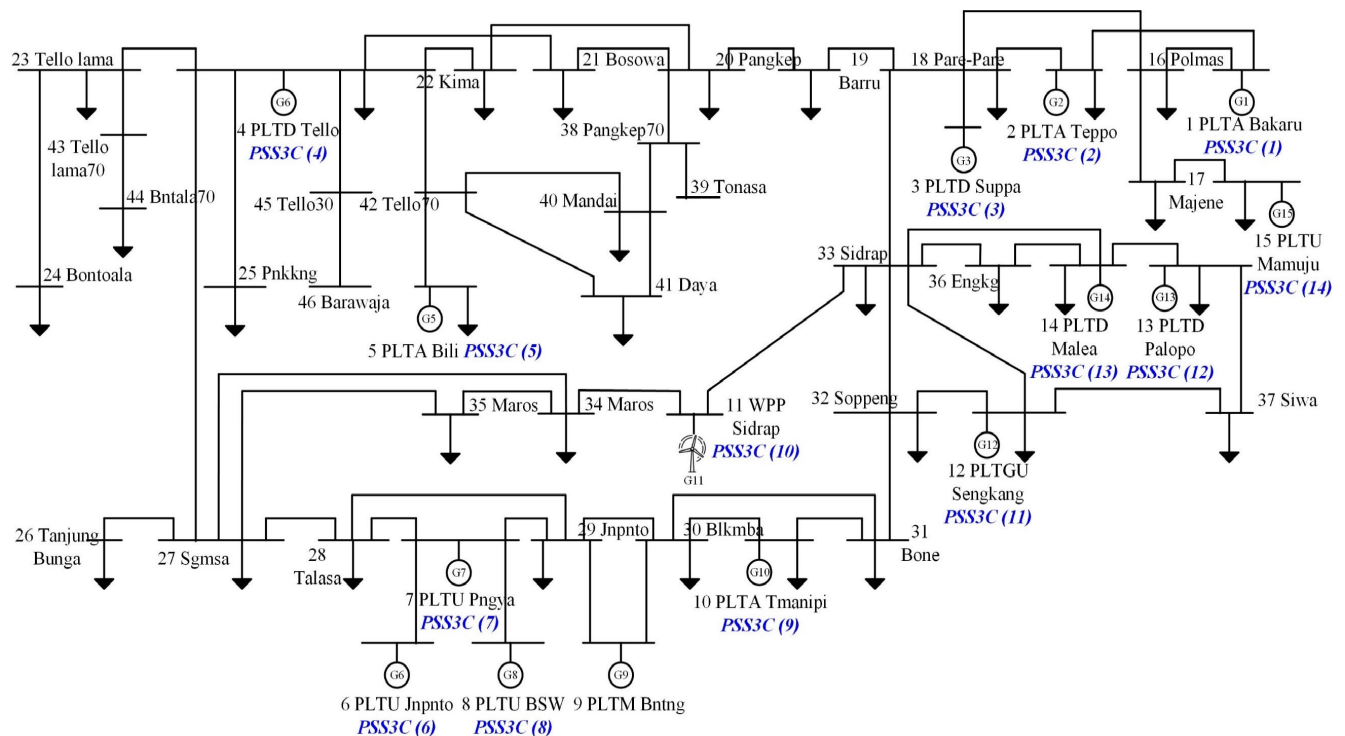 23 Tello lama
22 Kima
21 Bosowa
20 Pangkep
19
Barru
18 Pare-Pare
16 Polmas
G6
G2
G1
4 PLTD Tello
PSS3C (4)
38 Pangkep70
2 PLTA Teppo
PSS3C (2)
1 PLTA Bakaru
PSS3C (1)
43 Tello
lama70
G3
3 PLTD Suppa
PSS3C (3)
39 Tonasa
17
Majene
44 Bntala70
45 Tello30
42 Tello70
40 Mandai
G15
15 PLTU
Mamuju
PSS3C (14)
33 Sidrap
24 Bontoala
25 Pnkkng
46 Barawaja
41 Daya
36 Engkg
G14
G13
G5
14 PLTD
Malea
PSS3C (13)
13 PLTD
Palopo
PSS3C (12)
5 PLTA Bili PSS3C (5)
35 Maros
34 Maros
11 WPP
Sidrap
PSS3C (10)
G11
32 Soppeng
37 Siwa
G12
12 PLTGU
Sengkang
PSS3C (11)
26 Tanjung
Bunga
27 Sgmsa
28
Talasa
29 Jnpnto
30 Blkmba
31
Bone
G7
G10
7 PLTU Pngya
PSS3C (7)
10 PLTA Tmanipi
PSS3C (9)
G6
G8
G9
6 PLTU Jnpnto
PSS3C (6)
8 PLTU BSW
PSS3C (8)
9 PLTM Bntng